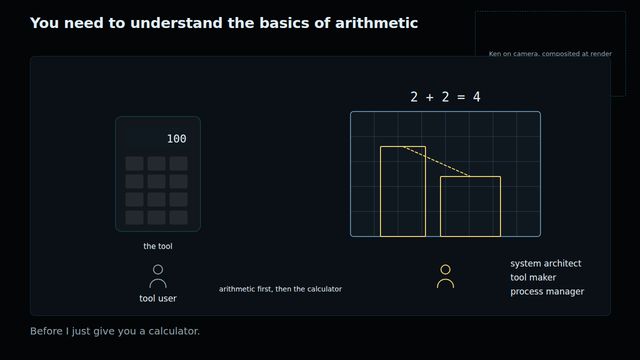 You need to understand the basics of arithmetic
Ken on camera, composited at render
2 + 2 = 4
100
the tool
tool user
arithmetic first, then the calculator
system architect
tool maker
process manager
Before I just give you a calculator.